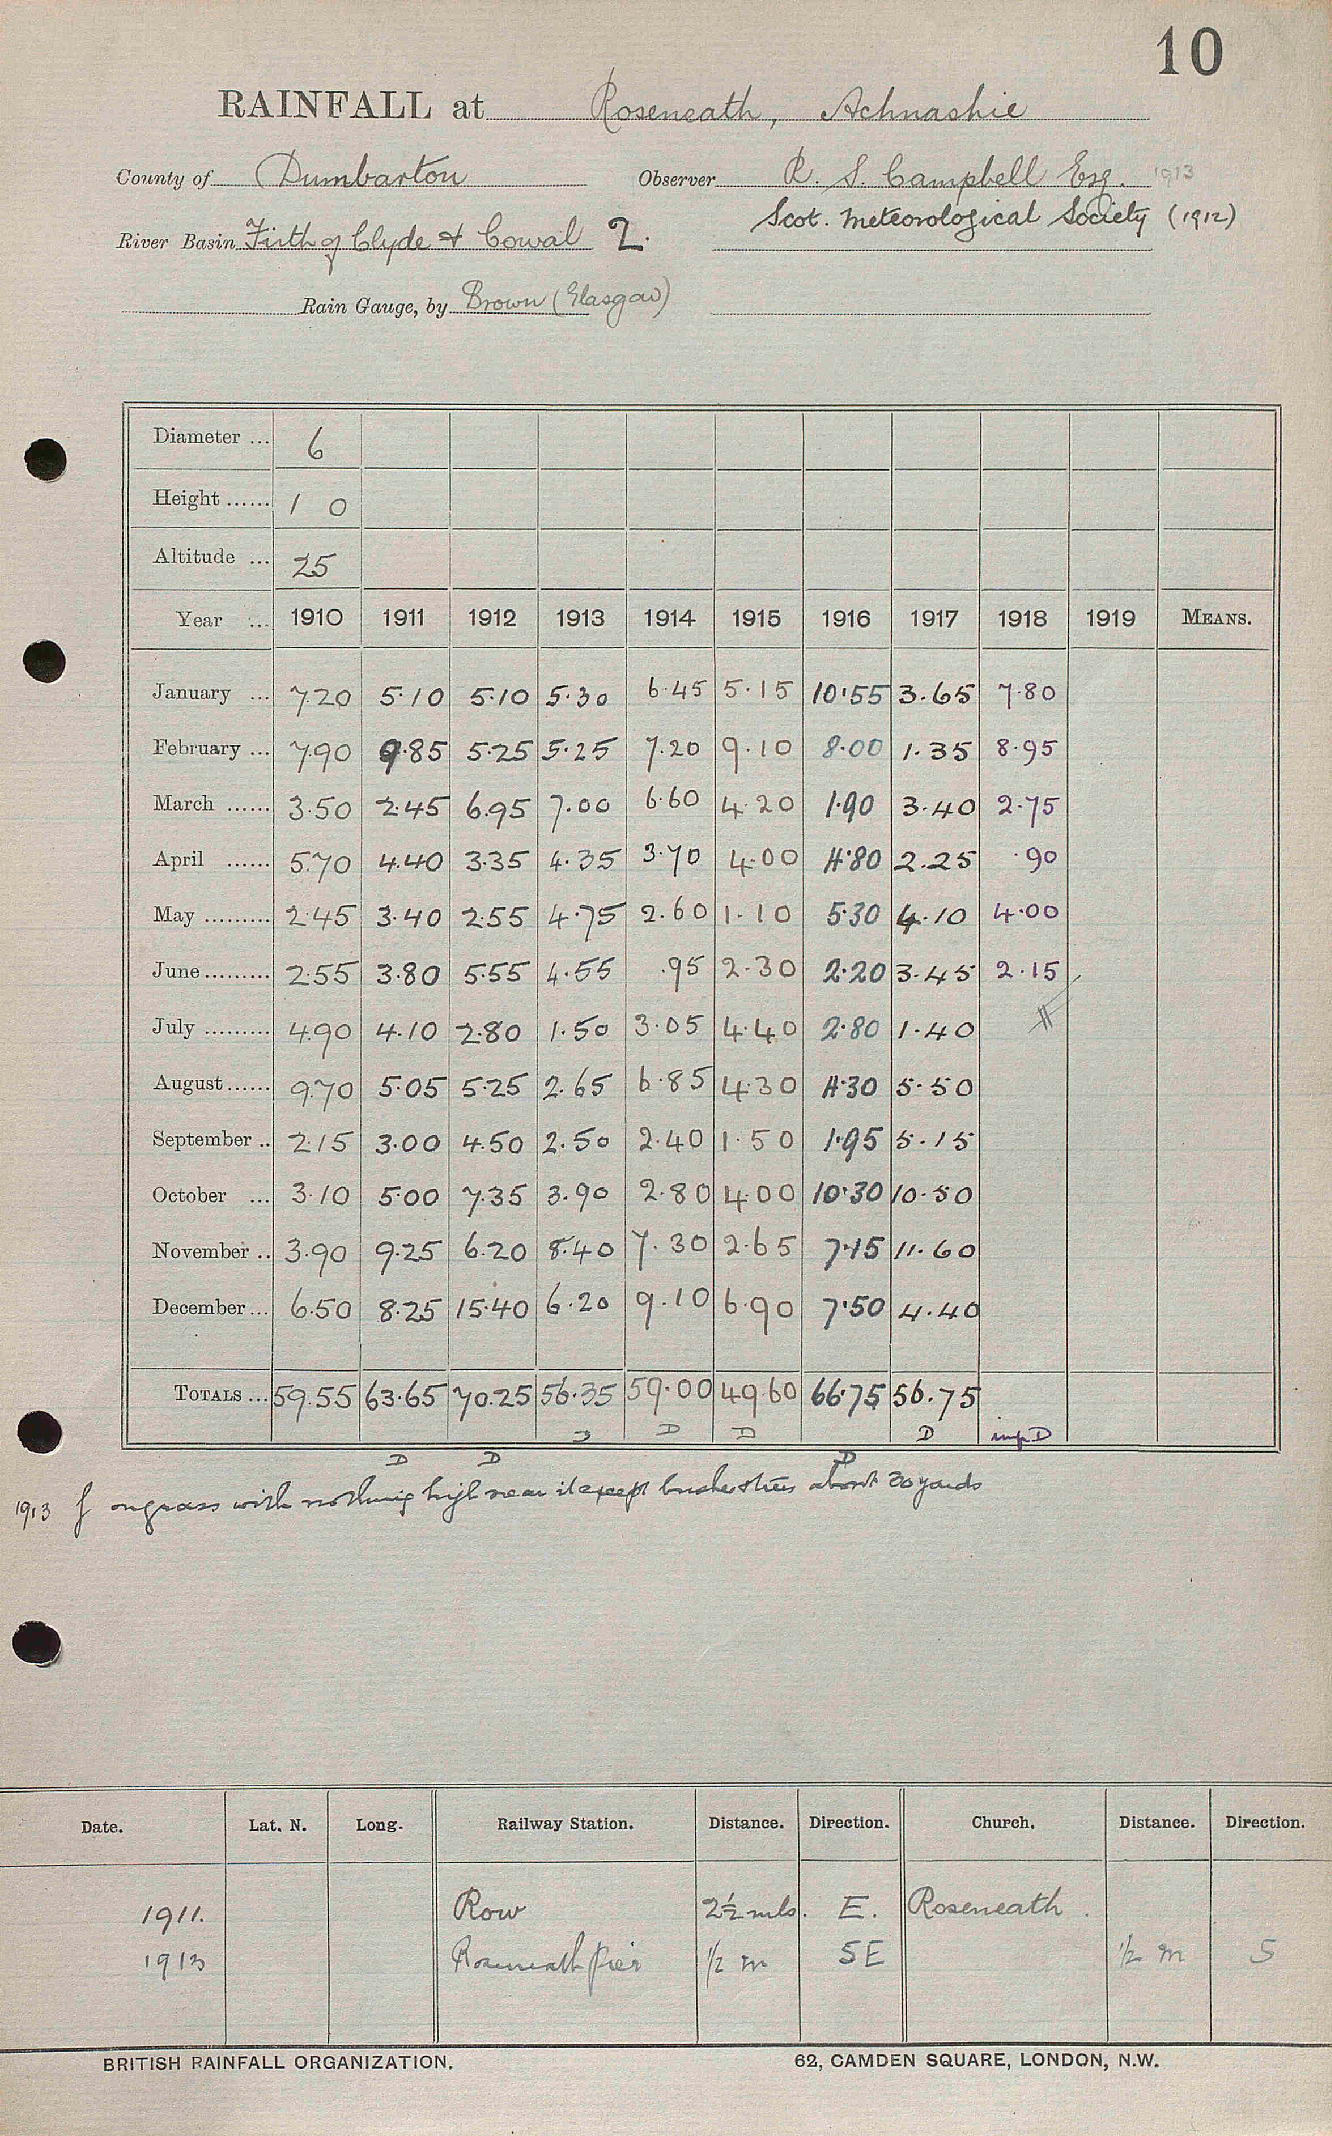 10
RAINFALL at Roseneath, Achnashie
County of Dumbarton Observer R. S. Campbell Esq. 1913
Scot. Meteorological Society (1912)
River Basin Firth of Clyde & Cowal 2.
Rain Gauge, by Brown (Glasgow)
Diameter ... 6
Height ...... 1 0
Altitude ... 25
Year ... 1910 1911 1912 1913 1914 1915 1916 1917 1918 1919 MEANS.
January ... 7.20 5.10 5.10 5.30 6.45 5.15 10.55 3.65 7.80
February ... 7.90 9.85 5.25 5.25 7.20 9.10 8.00 1.35 8.95
March ...... 3.50 2.45 6.95 7.00 6.60 4.20 1.90 3.40 2.75
April ...... 5.70 4.40 3.35 4.35 3.70 4.00 4.80 2.25 .90
May ......... 2.45 3.40 2.55 4.75 2.60 1.10 5.30 4.10 4.00
June ......... 2.55 3.80 5.55 4.55 .95 2.30 2.20 3.45 2.15
July ......... 4.90 4.10 2.80 1.50 3.05 4.40 2.80 1.40
August ...... 9.70 5.05 5.25 2.65 6.85 4.30 4.30 5.50
September .. 2.15 3.00 4.50 2.50 2.40 1.50 1.95 5.15
October ... 3.10 5.00 7.35 3.90 2.80 4.00 10.30 10.50
November .. 3.90 9.25 6.20 8.40 7.30 2.65 7.15 11.60
December ... 6.50 8.25 15.40 6.20 9.10 6.90 7.50 4.40
TOTALS ... 59.55 63.65 70.25 56.35 59.00 49.60 66.75 56.75
D D D D imp. D
D D D
1913 on grass with nothing high near it except bushes & trees about 30 yards
Date. Lat. N. Long. Railway Station. Distance. Direction. Church. Distance. Direction.
1911. Row 2½ mls. E. Roseneath.
1913 Roseneath Pier ½ m SE ½ m S
BRITISH RAINFALL ORGANIZATION. 62, CAMDEN SQUARE, LONDON, N.W.